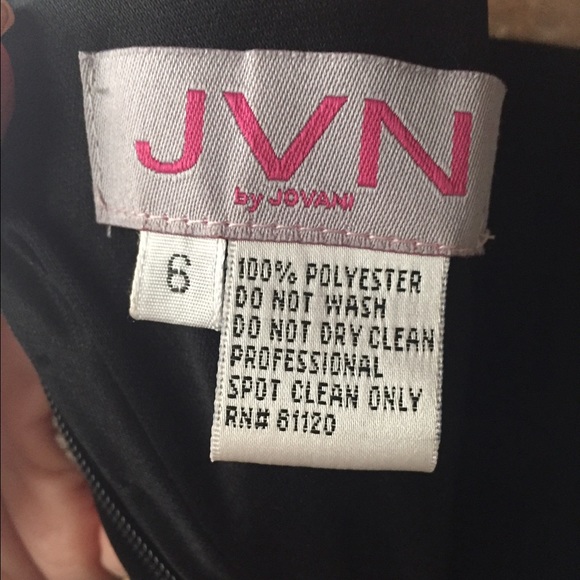 JVN
by JOVANI
6
100% POLYESTER
DO NOT WASH
DO NOT DRY CLEAN
PROFESSIONAL
SPOT CLEAN ONLY
RN# 61120